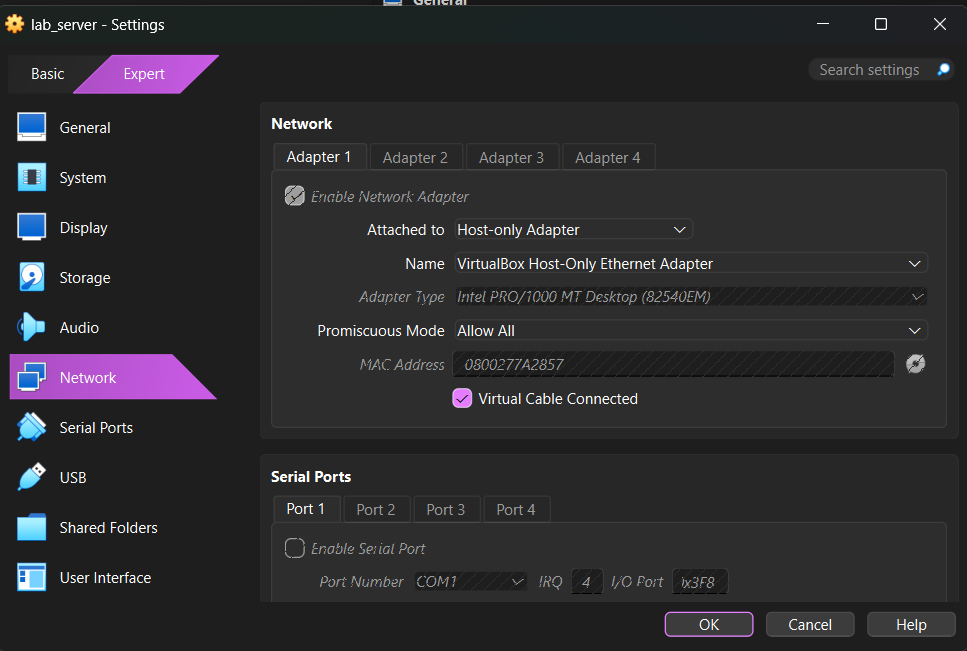 General
lab_server - Settings
Basic
Expert
Search settings
General
System
Display
Storage
Audio
Network
Serial Ports
USB
Shared Folders
User Interface
Network
Adapter 1
Adapter 2
Adapter 3
Adapter 4
Enable Network Adapter
Attached to Host-only Adapter
Name VirtualBox Host-Only Ethernet Adapter
Adapter Type Intel PRO/1000 MT Desktop (82540EM)
Promiscuous Mode Allow All
MAC Address 0800277A2857
Virtual Cable Connected
Serial Ports
Port 1
Port 2
Port 3
Port 4
Enable Serial Port
Port Number COM1 IRQ 4 I/O Port 0x3F8
OK
Cancel
Help